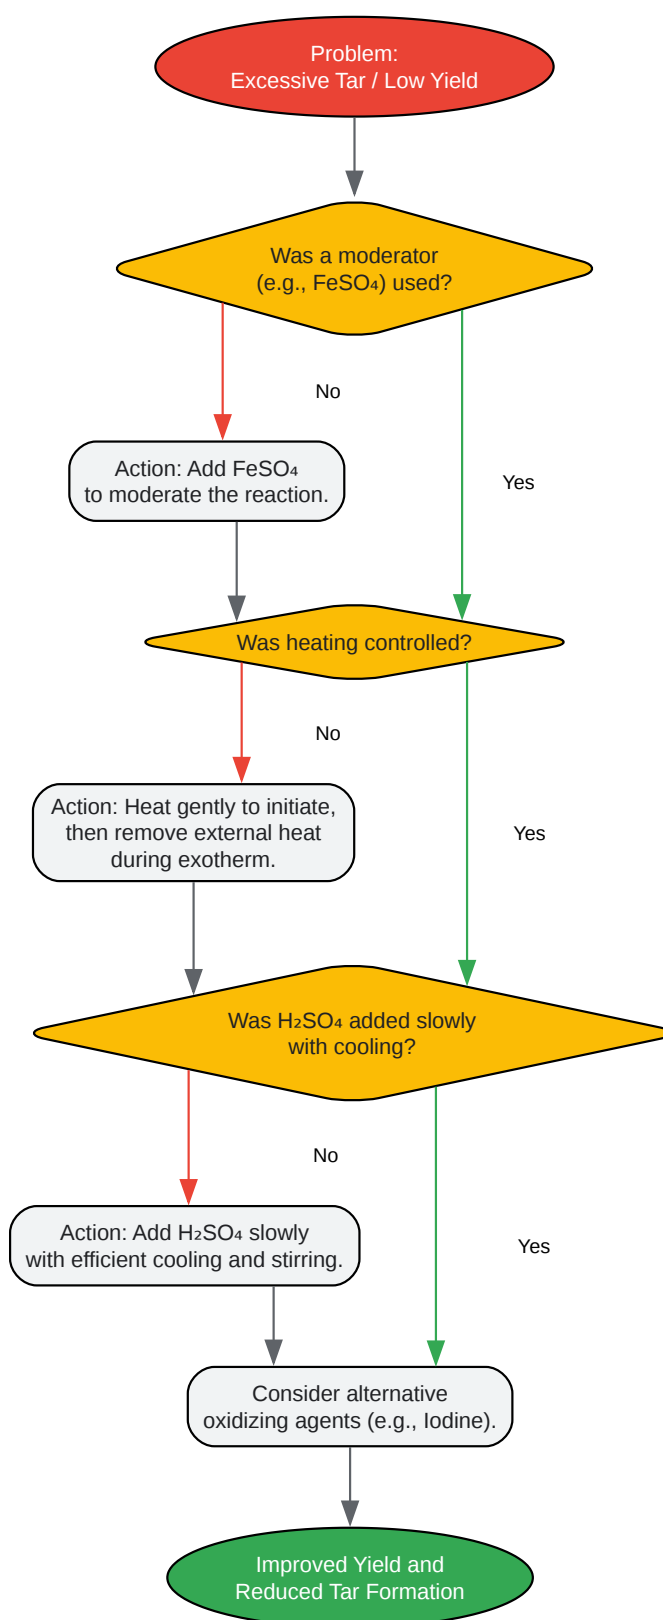 Problem:
Excessive Tar / Low Yield
Was a moderator
(e.g., FeSO₄) used?
No
Action: Add FeSO₄
to moderate the reaction.
Yes
Was heating controlled?
No
Action: Heat gently to initiate,
then remove external heat
during exotherm.
Yes
Was H₂SO₄ added slowly
with cooling?
No
Action: Add H₂SO₄ slowly
with efficient cooling and stirring.
Yes
Consider alternative
oxidizing agents (e.g., Iodine).
Improved Yield and
Reduced Tar Formation